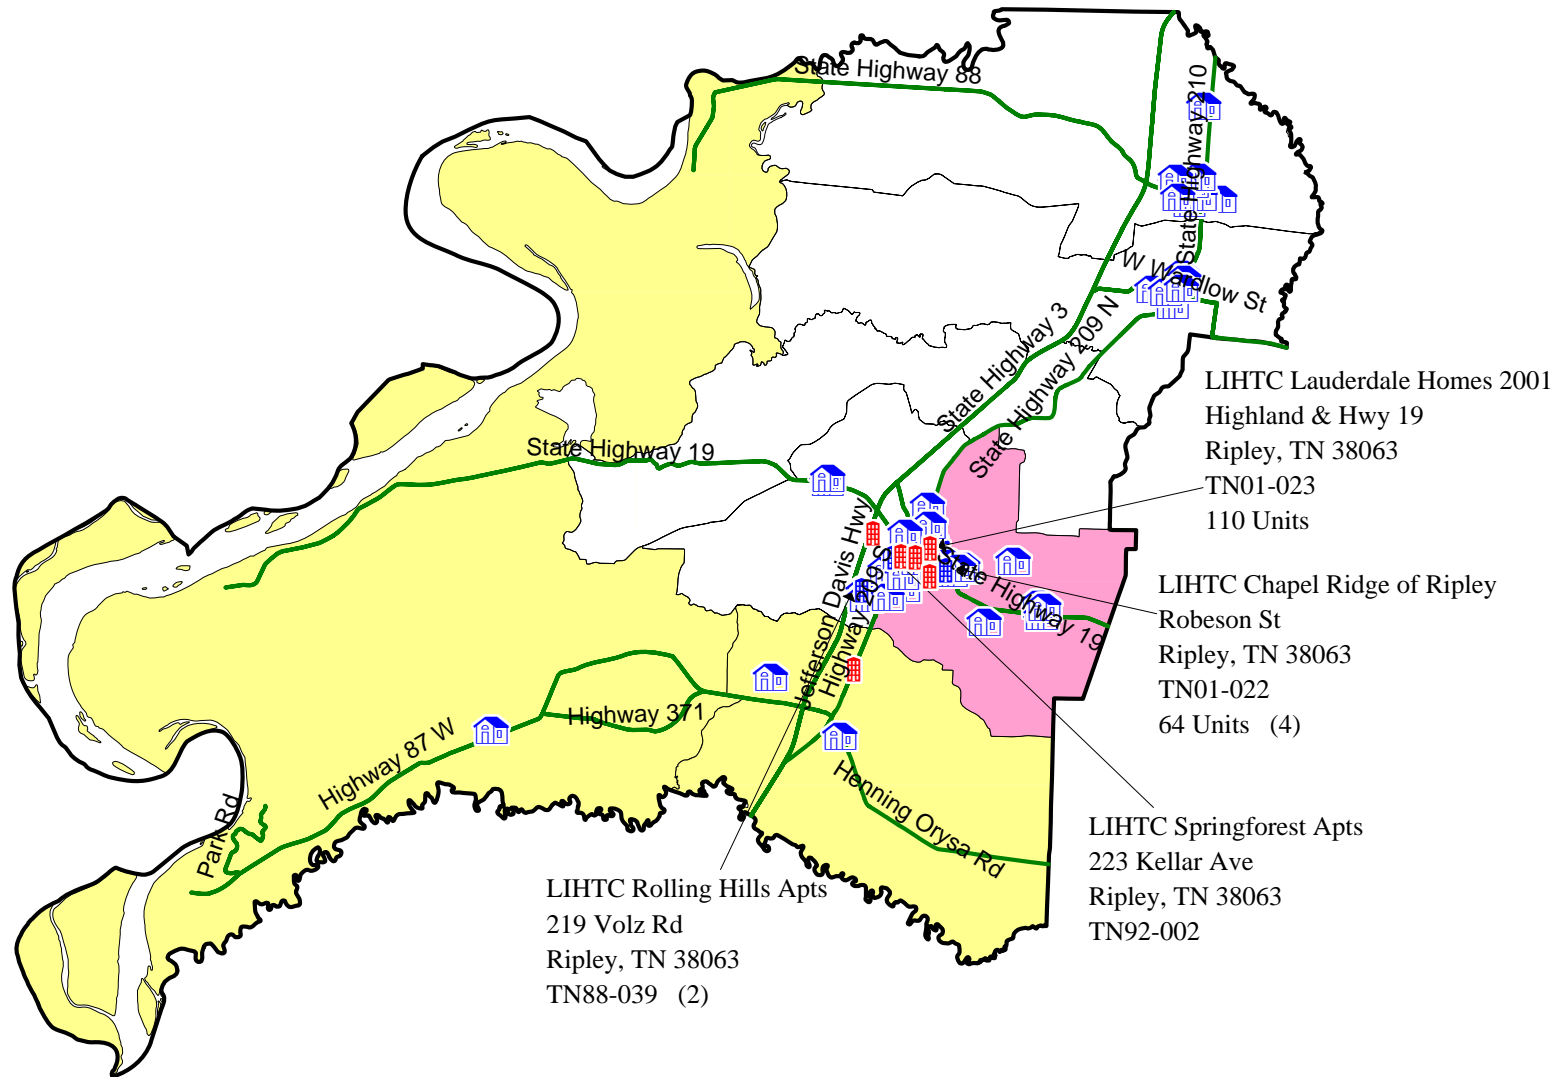 State Highway 88
State Highway 210
W Wardlow St
State Highway 3
State Highway 209 N
LIHTC Lauderdale Homes 2001
Highland & Hwy 19
Ripley, TN 38063
TN01-023
110 Units
State Highway 19
Jefferson Davis Hwy
Highway 209 S
State Highway 19
LIHTC Chapel Ridge of Ripley
Robeson St
Ripley, TN 38063
TN01-022
64 Units (4)
Highway 371
Highway 87 W
Park Rd
Henning Orysa Rd
LIHTC Springforest Apts
223 Kellar Ave
Ripley, TN 38063
TN92-002
LIHTC Rolling Hills Apts
219 Volz Rd
Ripley, TN 38063
TN88-039 (2)